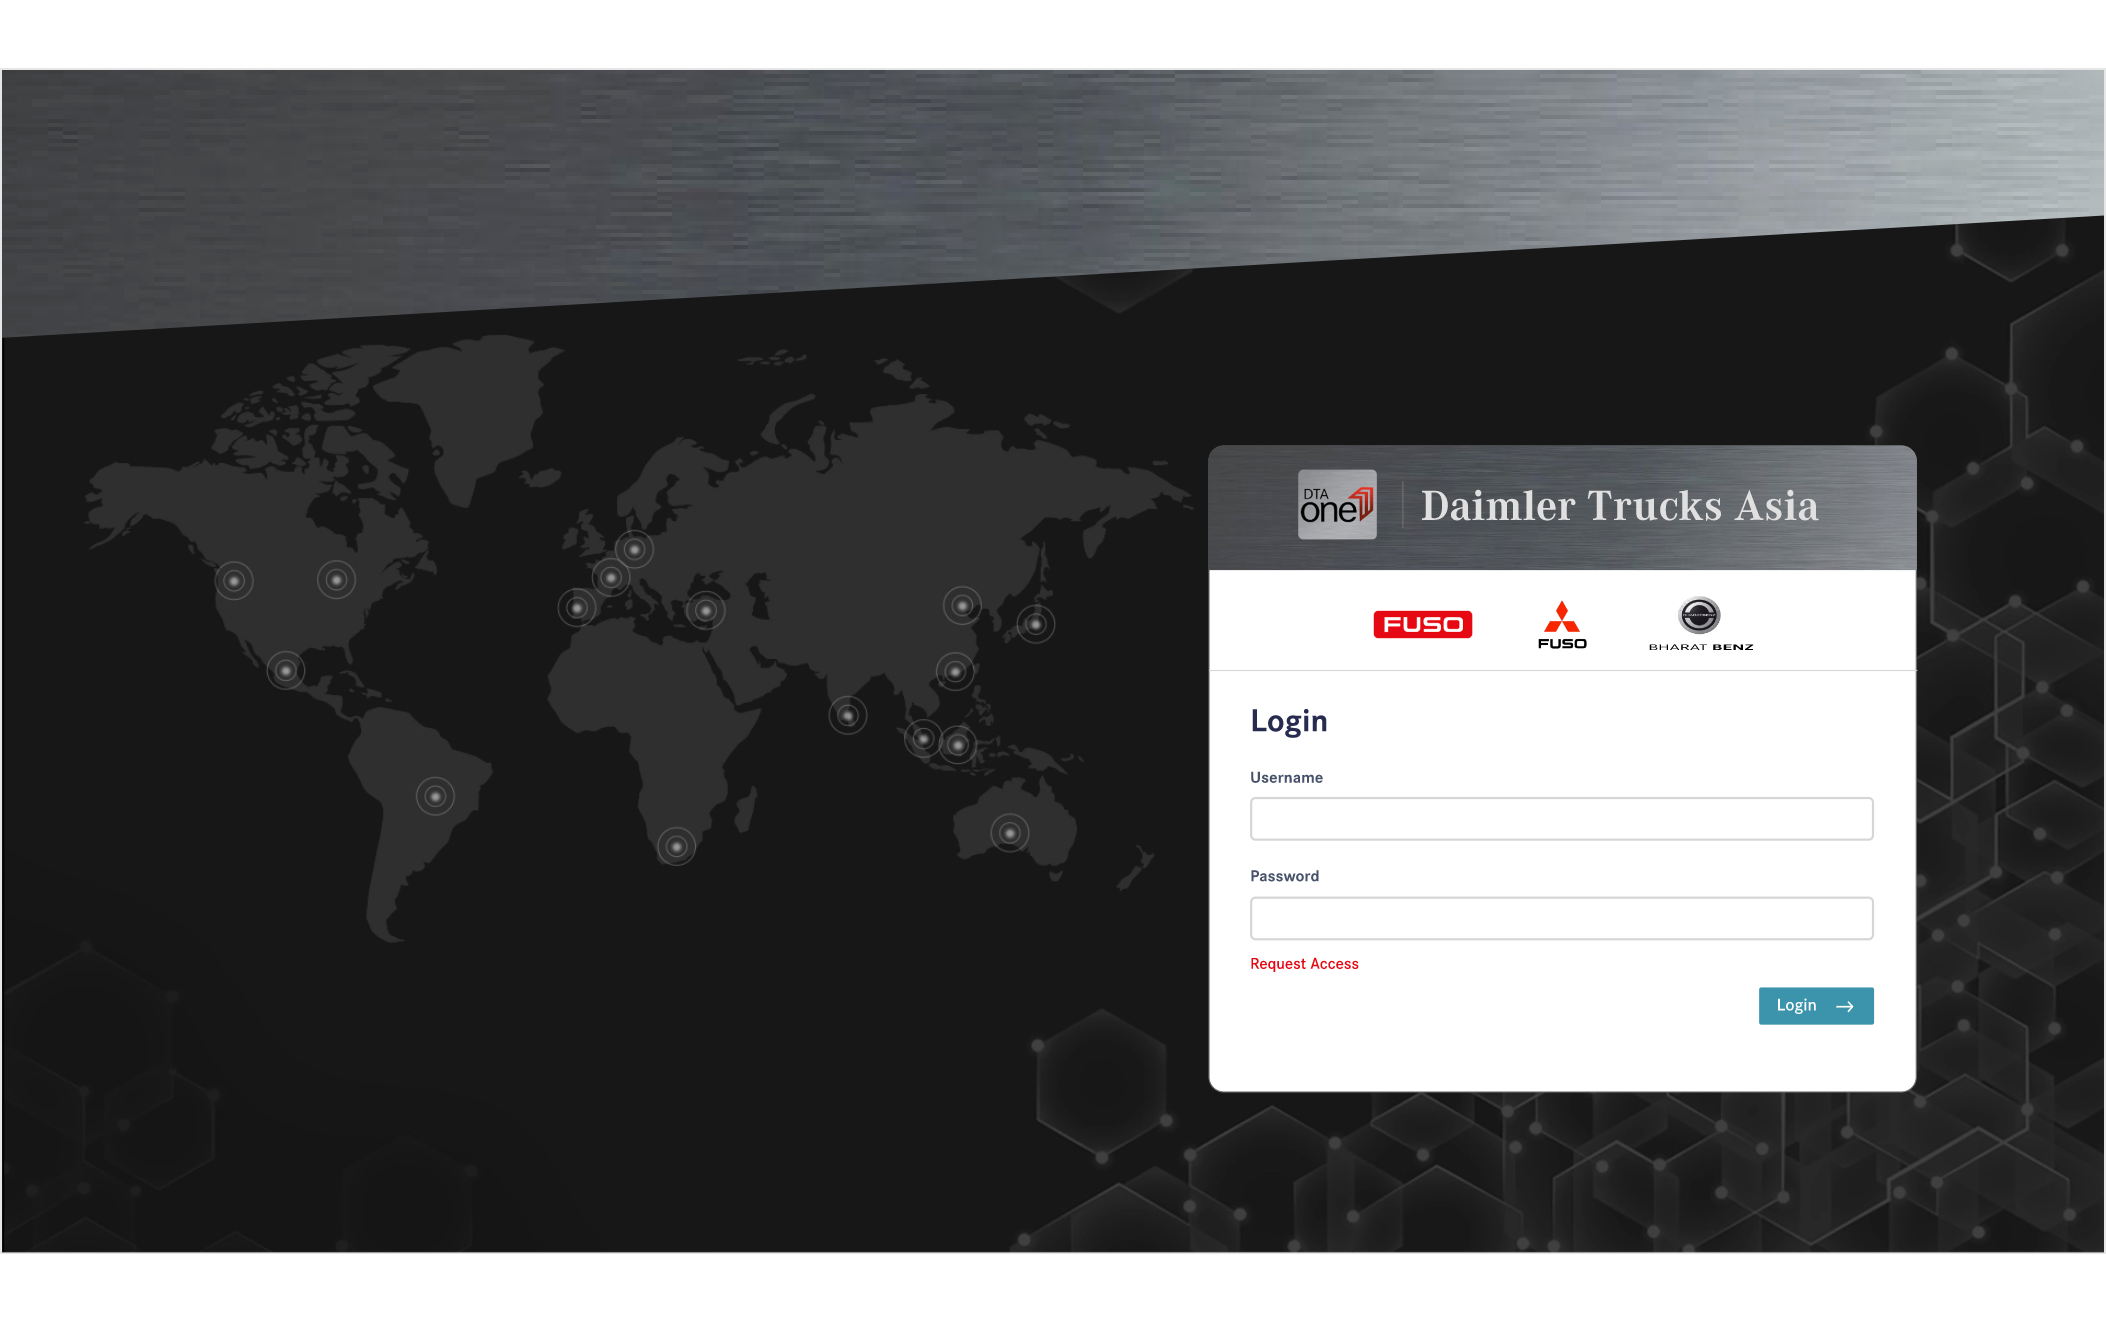 DTA
one
Daimler Trucks Asia
FUSO
FUSO
BHARAT BENZ
Login
Username
Password
Request Access
Login